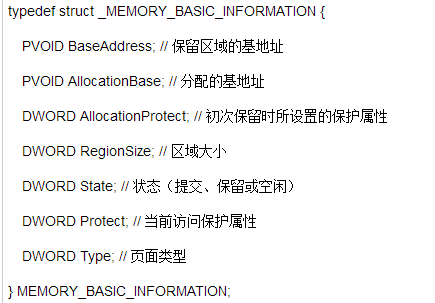 typedef struct _MEMORY_BASIC_INFORMATION {
PVOID BaseAddress; // 保留区域的基地址
PVOID AllocationBase; // 分配的基地址
DWORD AllocationProtect; // 初次保留时所设置的保护属性
DWORD RegionSize; // 区域大小
DWORD State; // 状态（提交、保留或空闲）
DWORD Protect; // 当前访问保护属性
DWORD Type; // 页面类型
} MEMORY_BASIC_INFORMATION;